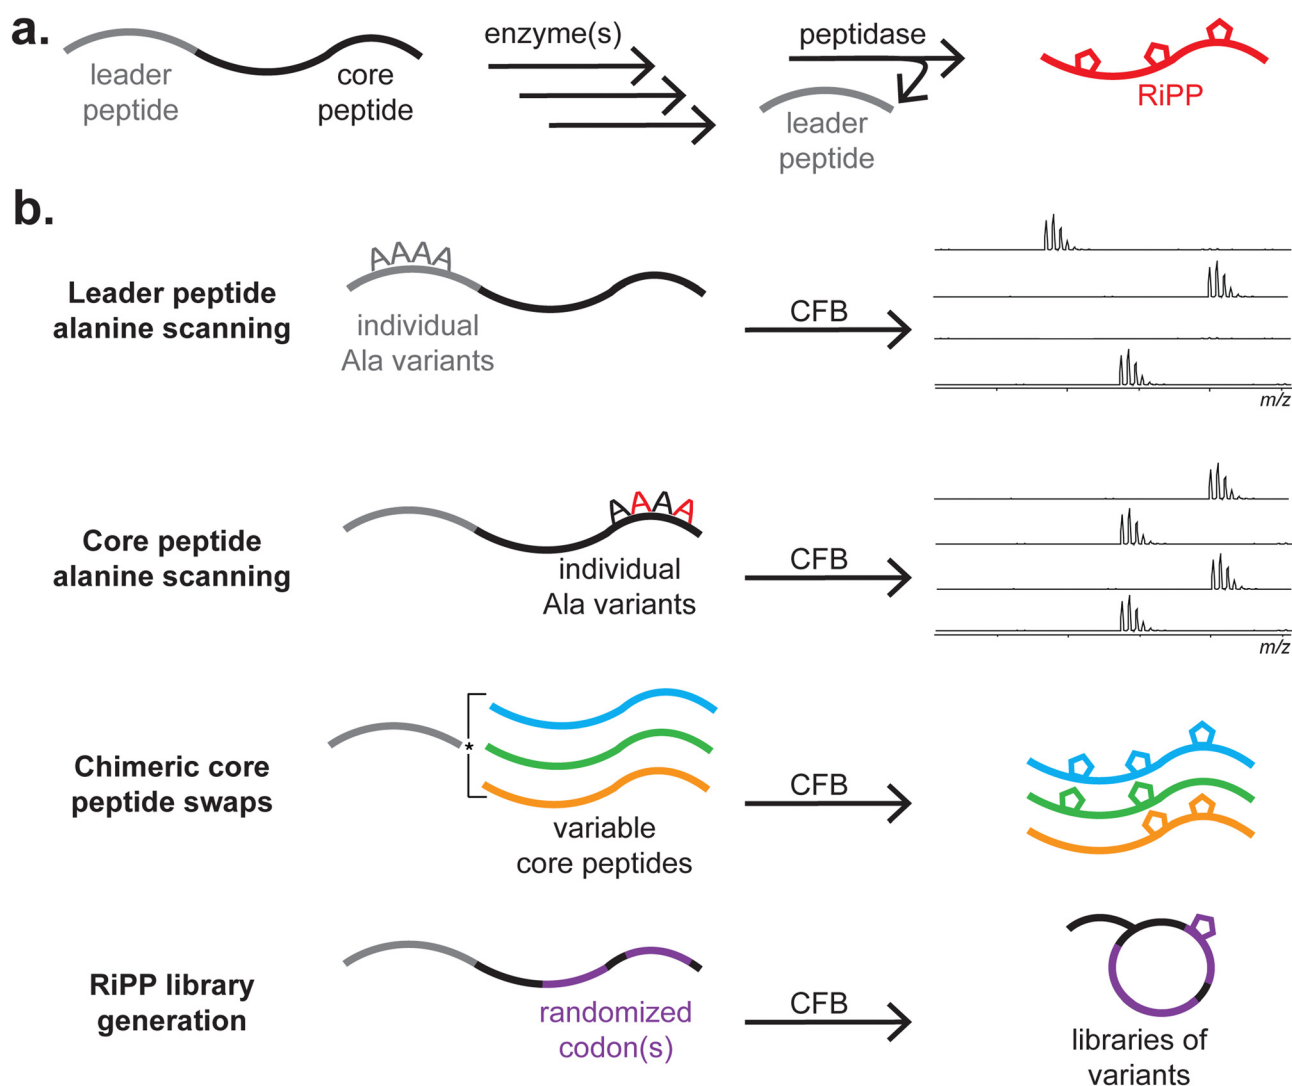 a.
leader
peptide
core
peptide
enzyme(s)
peptidase
leader
peptide
RiPP
b.
Leader peptide
alanine scanning
AAAA
individual
Ala variants
CFB
m/z
Core peptide
alanine scanning
AAAA
individual
Ala variants
CFB
m/z
Chimeric core
peptide swaps
*
variable
core peptides
CFB
RiPP library
generation
randomized
codon(s)
CFB
libraries of
variants